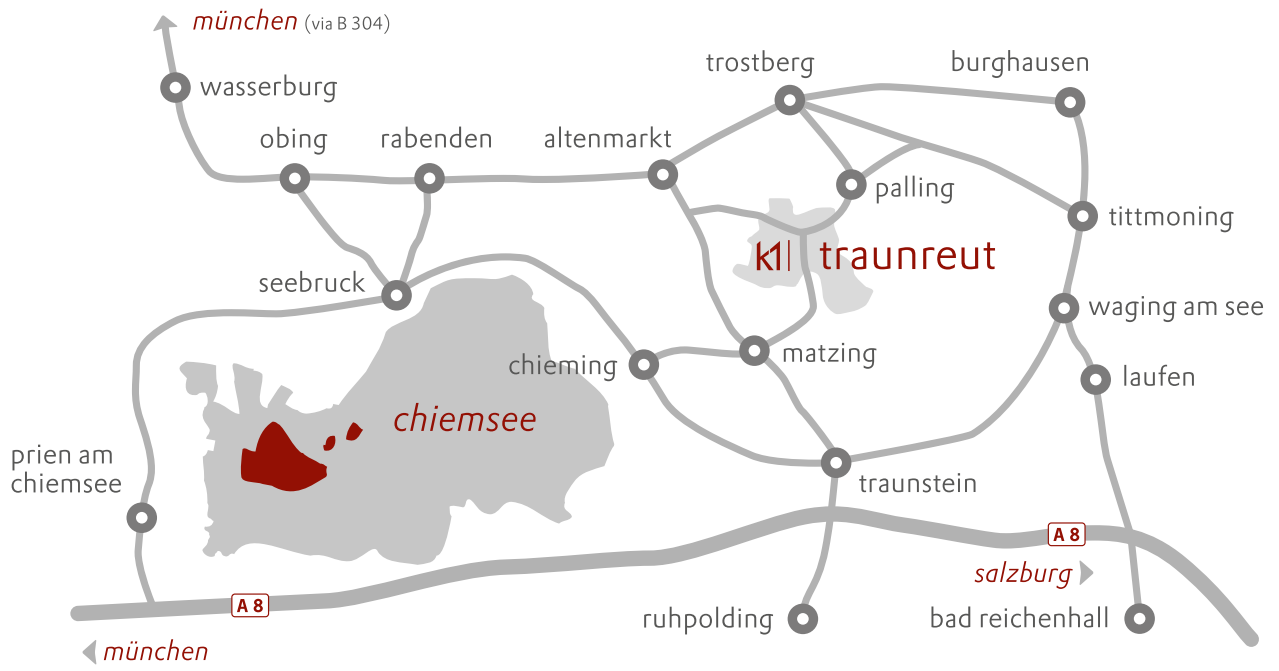 münchen (via B 304)
trostberg
burghausen
wasserburg
obing
rabenden
altenmarkt
palling
tittmoning
k1 traunreut
seebruck
waging am see
chieming
matzing
laufen
chiemsee
prien am
chiemsee
traunstein
A 8
salzburg
A 8
ruhpolding
bad reichenhall
münchen